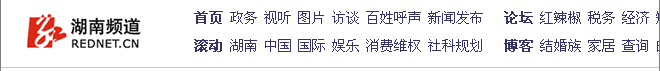 湖南频道
REDNET.CN
首页 政务 视听 图片 访谈 百姓呼声 新闻发布 论坛 红辣椒 税务 经济
滚动 湖南 中国 国际 娱乐 消费维权 社科规划 博客 结婚族 家居 查询